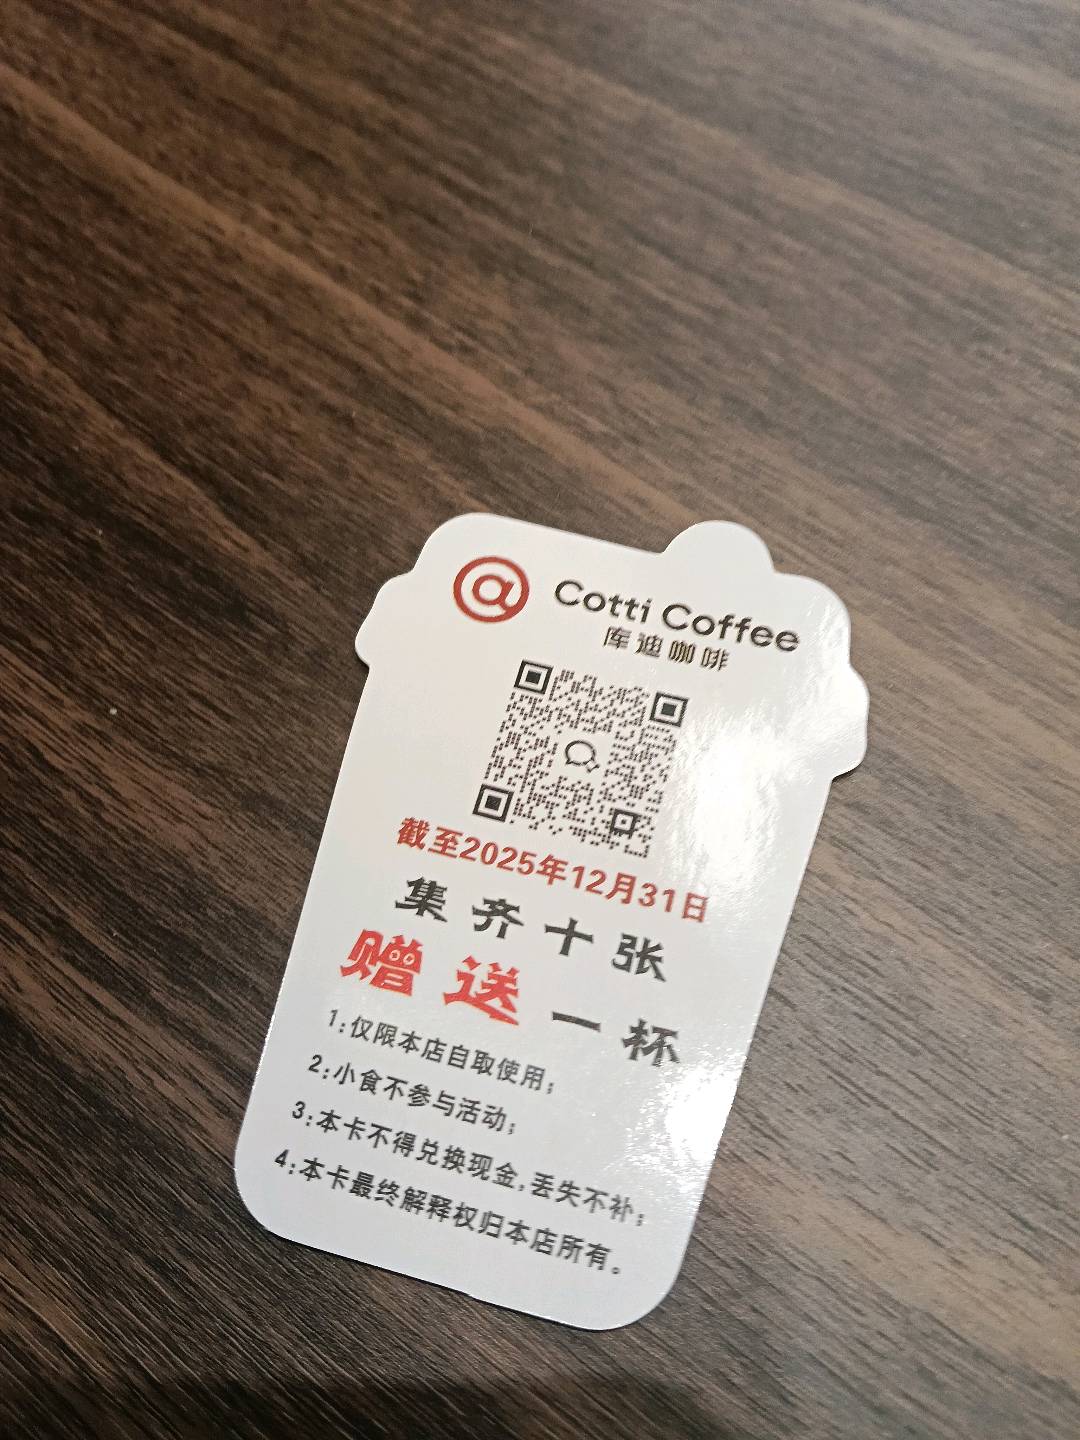 @ Cotti Coffee
库迪咖啡
截至2025年12月31日
集齐十张
赠送一杯
1:仅限本店自取使用;
2:小食不参与活动;
3:本卡不得兑换现金,丢失不补;
4:本卡最终解释权归本店所有。